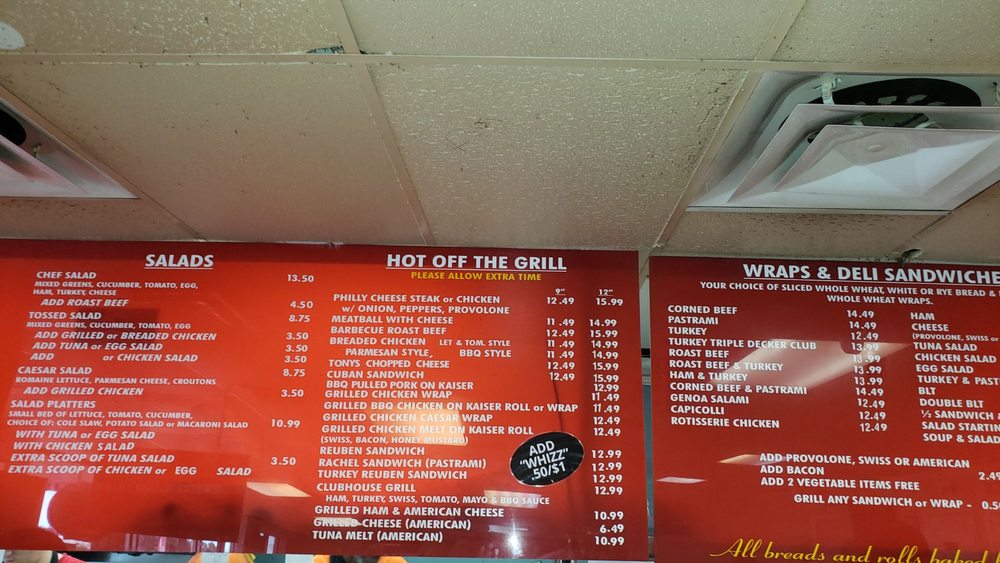 SALADS
CHEF SALAD 13.50
MIXED GREENS, CUCUMBER, TOMATO, EGG,
HAM, TURKEY, CHEESE
ADD ROAST BEEF 4.50
TOSSED SALAD 8.75
MIXED GREENS, CUCUMBER, TOMATO, EGG
ADD GRILLED or BREADED CHICKEN 3.50
ADD TUNA or EGG SALAD 3.50
ADD or CHICKEN SALAD 3.50
CAESAR SALAD 8.75
ROMAINE LETTUCE, PARMESAN CHEESE, CROUTONS
ADD GRILLED CHICKEN 3.50
SALAD PLATTERS
SMALL BED OF LETTUCE, TOMATO, CUCUMBER,
CHOICE OF: COLE SLAW, POTATO SALAD or MACARONI SALAD 10.99
WITH TUNA or EGG SALAD
WITH CHICKEN SALAD
EXTRA SCOOP OF TUNA SALAD 3.50
EXTRA SCOOP OF CHICKEN or EGG SALAD
HOT OFF THE GRILL
PLEASE ALLOW EXTRA TIME
9" 12"
PHILLY CHEESE STEAK or CHICKEN 12.49 15.99
w/ ONION, PEPPERS, PROVOLONE
MEATBALL WITH CHEESE 11.49 14.99
BARBECUE ROAST BEEF 12.49 15.99
BREADED CHICKEN LET & TOM. STYLE 11.49 14.99
PARMESAN STYLE, BBQ STYLE 11.49 14.99
TONYS CHOPPED CHEESE 12.49 15.99
CUBAN SANDWICH 12.49 15.99
BBQ PULLED PORK ON KAISER 12.99
GRILLED CHICKEN WRAP 11.49
GRILLED BBQ CHICKEN ON KAISER ROLL or WRAP 11.49
GRILLED CHICKEN CAESAR WRAP 12.49
GRILLED CHICKEN MELT ON KAISER ROLL 12.49
(SWISS, BACON, HONEY MUSTARD)
REUBEN SANDWICH 12.99
RACHEL SANDWICH (PASTRAMI) 12.99
TURKEY REUBEN SANDWICH 12.99
CLUBHOUSE GRILL 12.99
HAM, TURKEY, SWISS, TOMATO, MAYO & BBQ SAUCE
GRILLED HAM & AMERICAN CHEESE 10.99
GRILLED CHEESE (AMERICAN) 6.49
TUNA MELT (AMERICAN) 10.99
ADD
"WHIZZ"
.50/$1
WRAPS & DELI SANDWICHE
YOUR CHOICE OF SLICED WHOLE WHEAT, WHITE OR RYE BREAD &
WHOLE WHEAT WRAPS.
CORNED BEEF 14.49
PASTRAMI 14.49
TURKEY 12.49
TURKEY TRIPLE DECKER CLUB 13.99
ROAST BEEF 13.99
ROAST BEEF & TURKEY 13.99
HAM & TURKEY 13.99
CORNED BEEF & PASTRAMI 14.49
GENOA SALAMI 12.49
CAPICOLLI 12.49
ROTISSERIE CHICKEN 12.49
HAM
CHEESE
(PROVOLONE, SWISS or
TUNA SALAD
CHICKEN SALAD
EGG SALAD
TURKEY & PAST
BLT
DOUBLE BLT
½ SANDWICH
SALAD STARTIN
SOUP & SALAD
ADD PROVOLONE, SWISS OR AMERICAN
ADD BACON 2.49
ADD 2 VEGETABLE ITEMS FREE
GRILL ANY SANDWICH or WRAP - 0.5
All breads and rolls baked